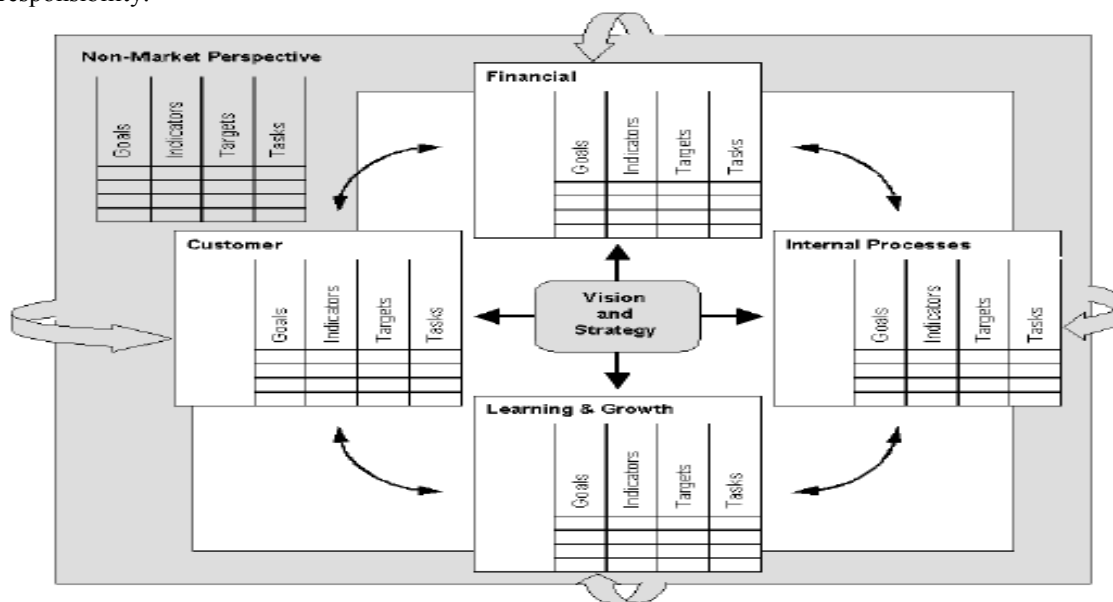 responsibility.
Non-Market Perspective
Goals
Indicators
Targets
Tasks
Financial
Goals
Indicators
Targets
Tasks
Customer
Goals
Indicators
Targets
Tasks
Vision
and
Strategy
Internal Processes
Goals
Indicators
Targets
Tasks
Learning & Growth
Goals
Indicators
Targets
Tasks